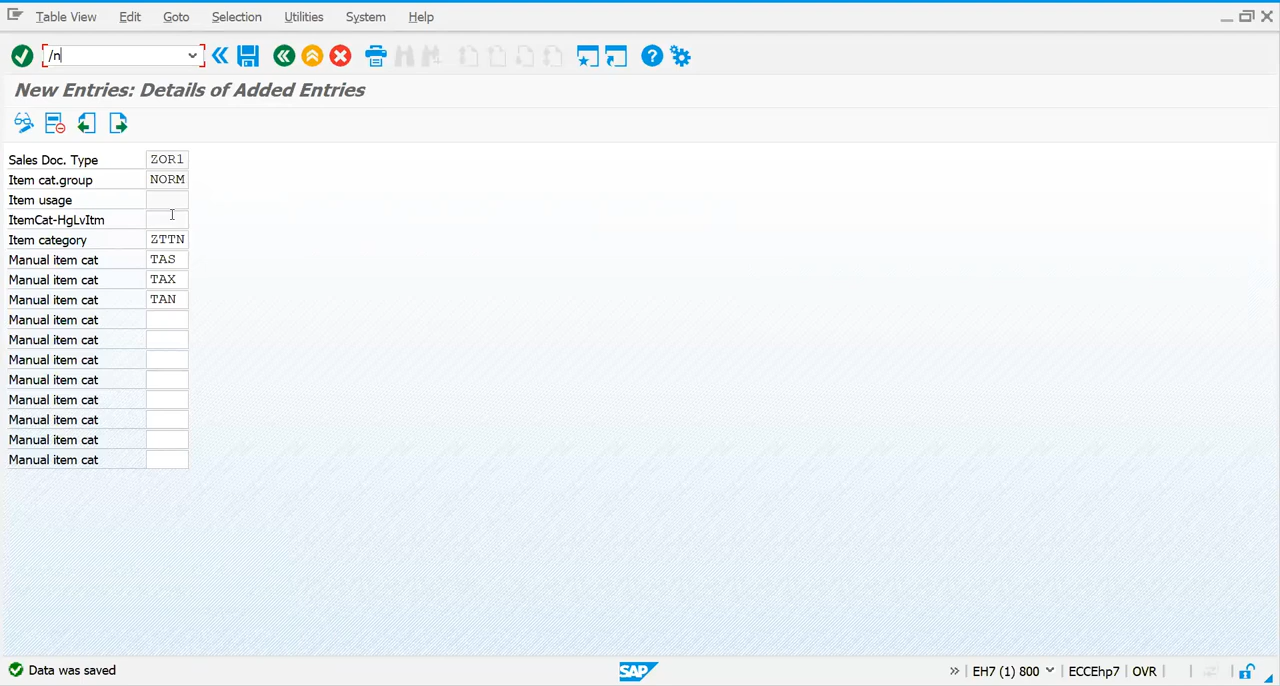 Table View Edit Goto Selection Utilities System Help
/n
New Entries: Details of Added Entries
Sales Doc. Type ZOR1
Item cat.group NORM
Item usage
ItemCat-HgLvItm
Item category ZTTN
Manual item cat TAS
Manual item cat TAX
Manual item cat TAN
Manual item cat
Manual item cat
Manual item cat
Manual item cat
Manual item cat
Manual item cat
Manual item cat
Manual item cat
Data was saved SAP » EH7 (1) 800 ECCEhp7 OVR